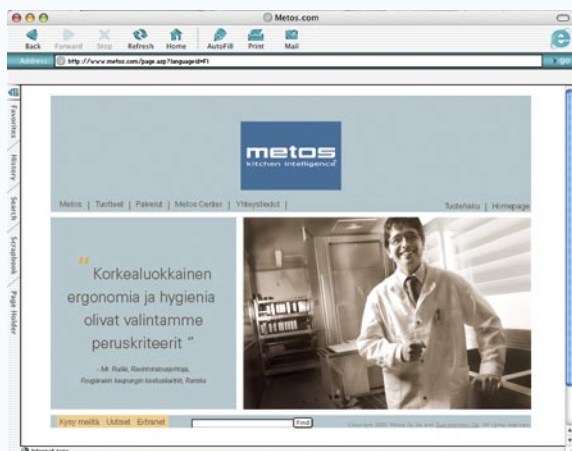 Metos.com
Back Forward Stop Refresh Home AutoFill Print Mail
Address http://www.metos.com/page.asp?languageid=FI go
Favorites
History
Search
Scrapbook
Page Holder
metos
kitchen intelligence
Metos | Tuotteet | Palvelut | Metos Center | Yhteystiedot |
Tuotehaku | Homepage
“Korkealuokkainen
ergonomia ja hygienia
olivat valintamme
peruskriteerit ”
- Mr. Ravintolatuspäällikkö,
Kysy meiltä Uutiset Extranet
Find